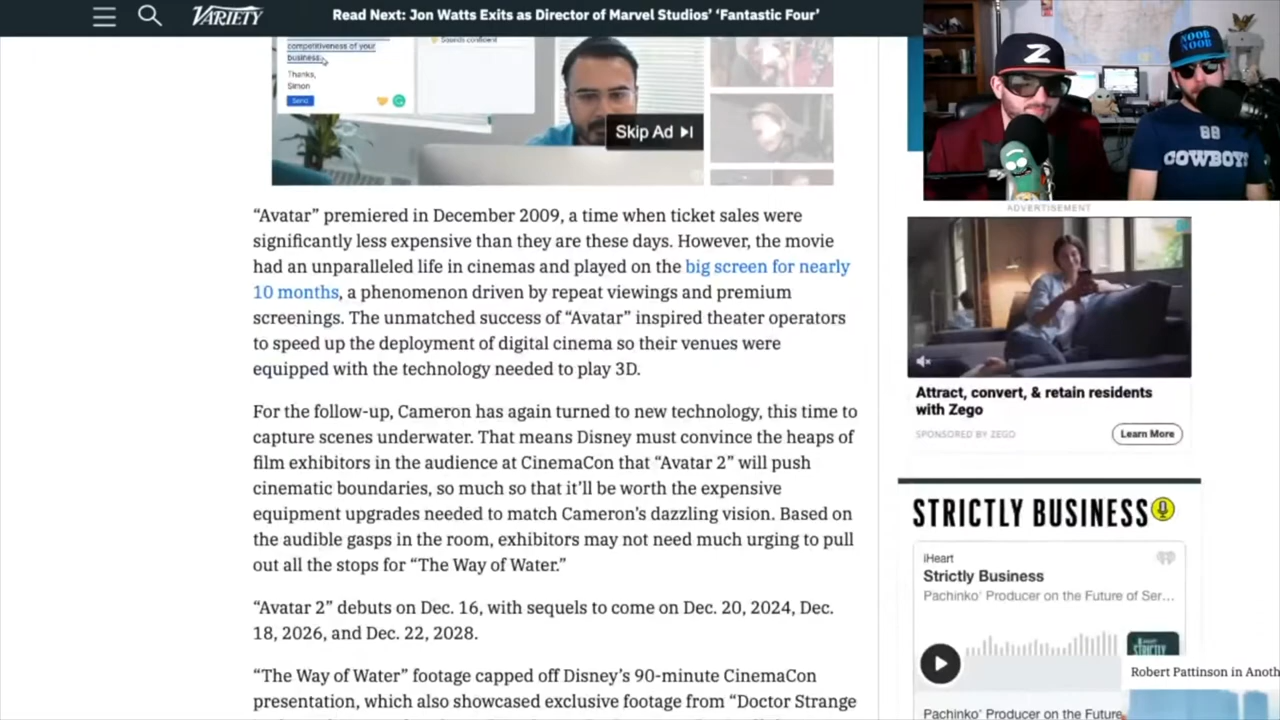 VARIETY
Read Next: Jon Watts Exits as Director of Marvel Studios' 'Fantastic Four'
competitiveness of your
business.
Sounds confident
Thanks,
Simon
Send
Skip Ad
Z
NOOB
NOOB
88
COWBOYS
"Avatar" premiered in December 2009, a time when ticket sales were
significantly less expensive than they are these days. However, the movie
had an unparalleled life in cinemas and played on the big screen for nearly
10 months, a phenomenon driven by repeat viewings and premium
screenings. The unmatched success of "Avatar" inspired theater operators
to speed up the deployment of digital cinema so their venues were
equipped with the technology needed to play 3D.
For the follow-up, Cameron has again turned to new technology, this time to
capture scenes underwater. That means Disney must convince the heaps of
film exhibitors in the audience at CinemaCon that "Avatar 2" will push
cinematic boundaries, so much so that it'll be worth the expensive
equipment upgrades needed to match Cameron's dazzling vision. Based on
the audible gasps in the room, exhibitors may not need much urging to pull
out all the stops for "The Way of Water."
"Avatar 2" debuts on Dec. 16, with sequels to come on Dec. 20, 2024, Dec.
18, 2026, and Dec. 22, 2028.
"The Way of Water" footage capped off Disney's 90-minute CinemaCon
presentation, which also showcased exclusive footage from "Doctor Strange
ADVERTISEMENT
Attract, convert, & retain residents
with Zego
SPONSORED BY ZEGO
Learn More
STRICTLY BUSINESS
iHeart
Strictly Business
Pachinko' Producer on the Future of Ser...
STRICTLY
Robert Pattinson in Anoth
Pachinko' Producer on the Future